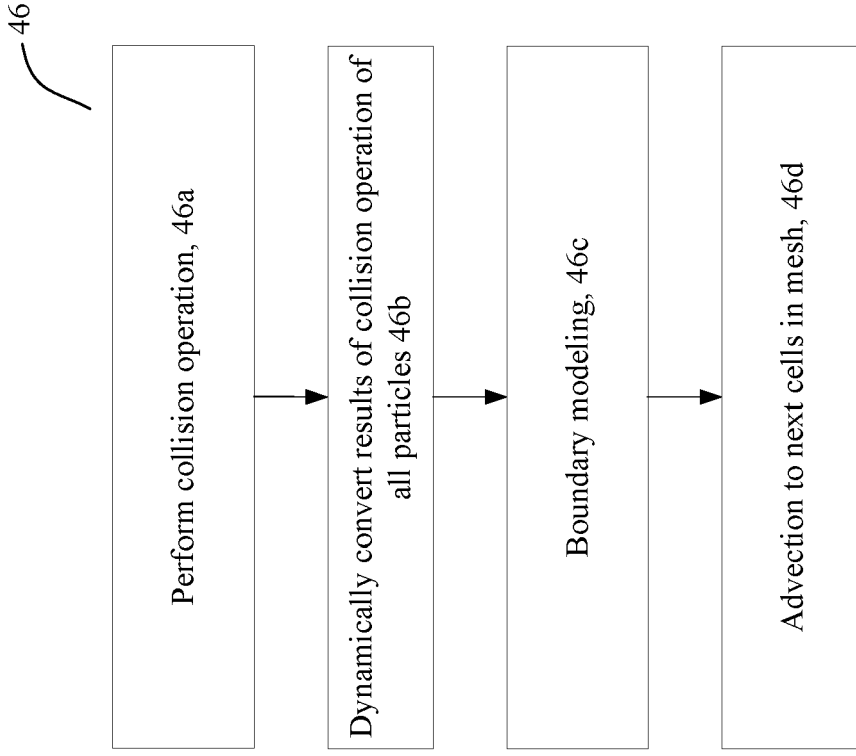 46
Perform collision operation, 46a
Dynamically convert results of collision operation of
all particles 46b
Boundary modeling, 46c
Advection to next cells in mesh, 46d